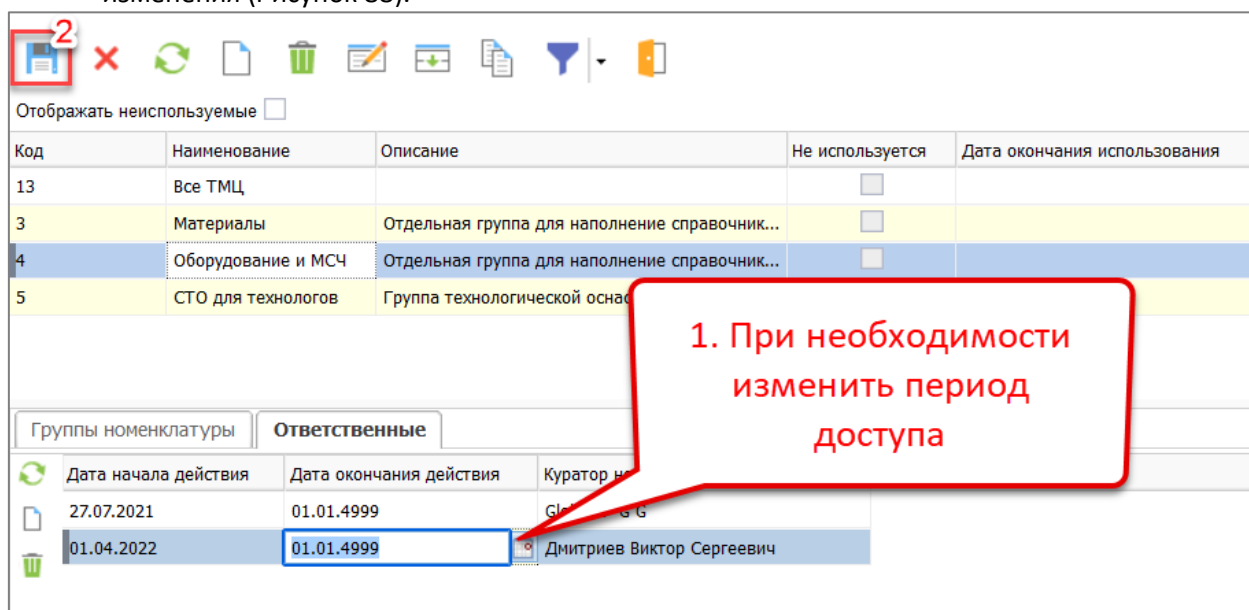 изменения (Рисунок 88).
2
Отображать неиспользуемые
Код Наименование Описание Не используется Дата окончания использования
13 Все ТМЦ
3 Материалы Отдельная группа для наполнение справочник...
4 Оборудование и МСЧ Отдельная группа для наполнение справочник...
5 СТО для технологов Группа технологической
1. При необходимости
изменить период
доступа
Группы номенклатуры Ответственные
Дата начала действия Дата окончания действия Куратор
27.07.2021 01.01.4999 G G
01.04.2022 01.01.4999 Дмитриев Виктор Сергеевич